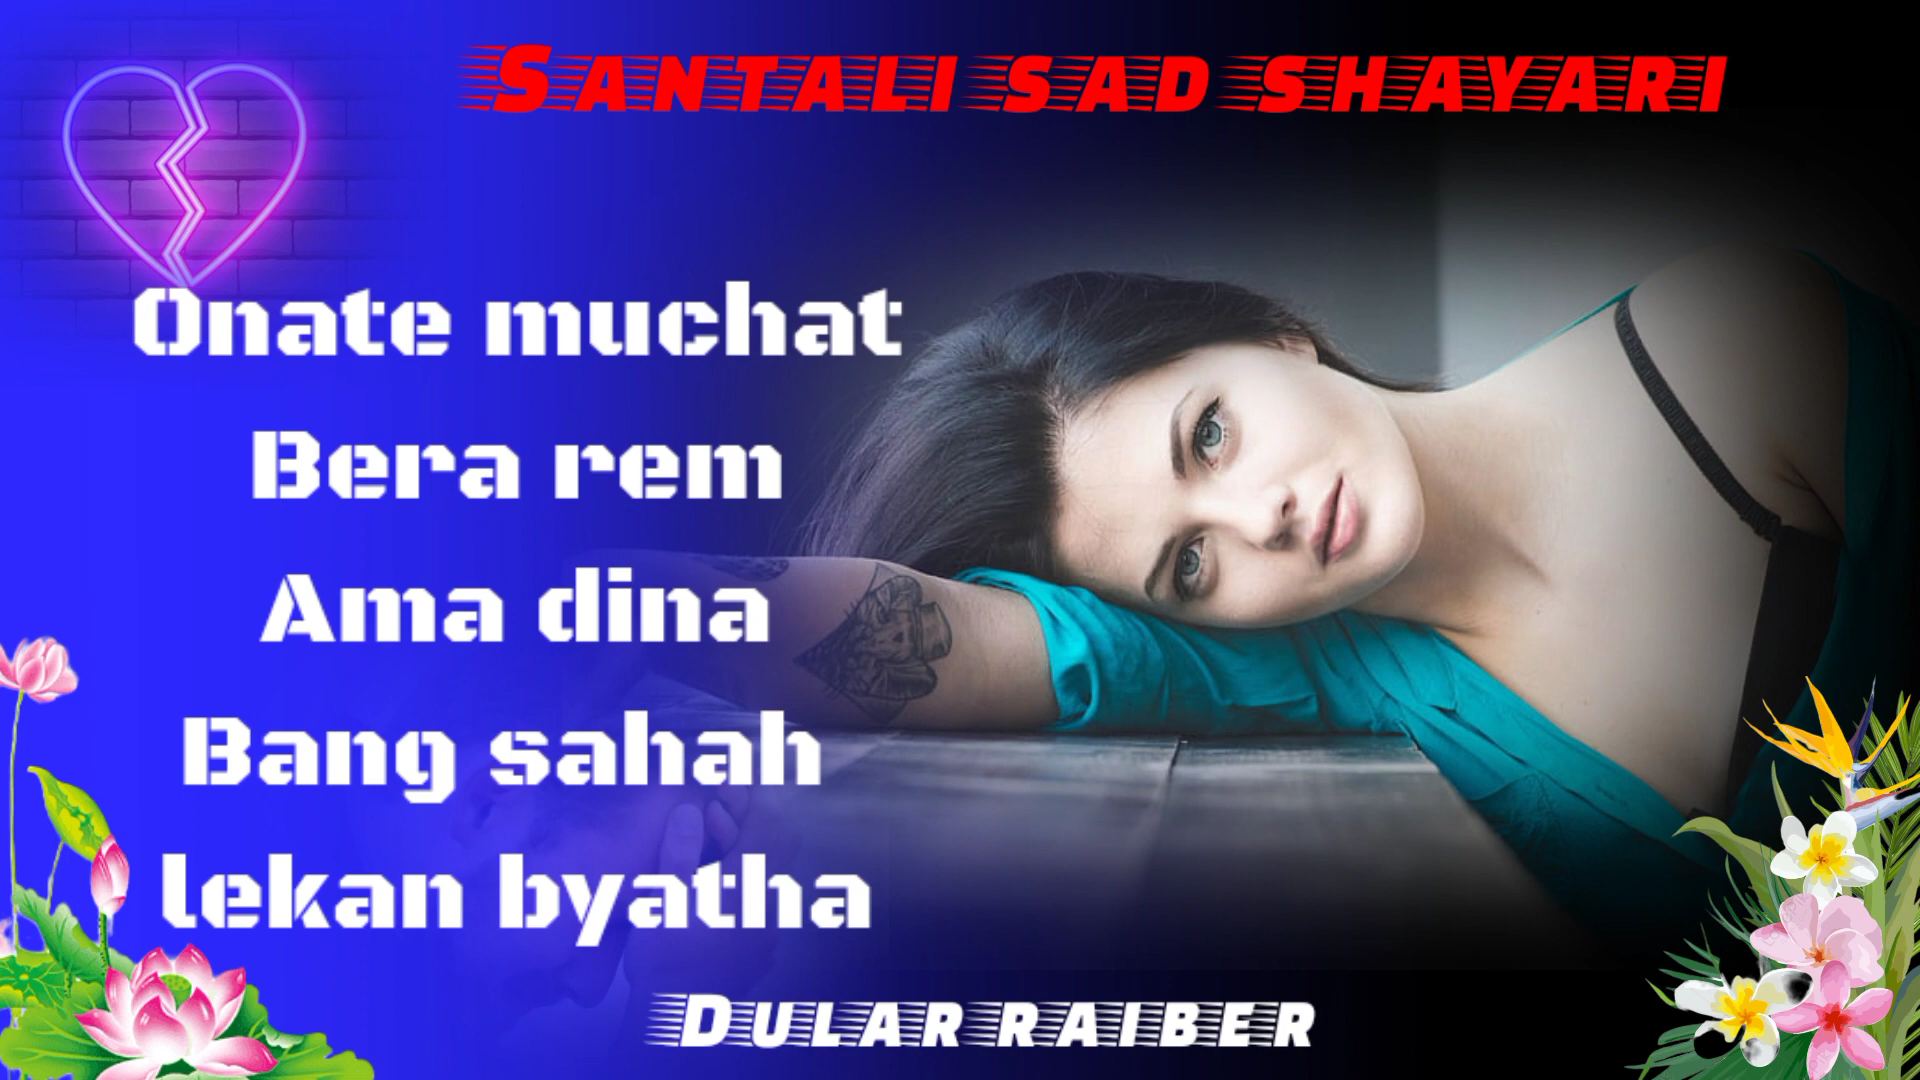 Santali sad shayari
Onate muchat
Bera rem
Ama dina
Bang sahah
lekan byatha
Dular raiber